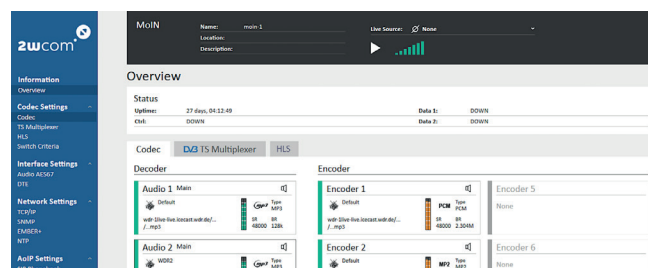 2wcom
Information
Overview
Codec Settings
Codec
TS Multiplexer
HLS
Switch Criteria
Interface Settings
Audio AES67
DTE
Network Settings
TCP/IP
SNMP
EMBER+
NTP
AoIP Settings
MoIN
Name: moin-1
Location:
Description:
Live Source: None
Overview
Status
Uptime: 27 days, 04:12:49 Data 1: DOWN
Ctrl: DOWN Data 2: DOWN
Codec DVB TS Multiplexer HLS
Decoder
Audio 1 Main
Default Type
MP3
wdr-1live-live.icecast.wdr.de/... SR BR
/...mp3 48000 128k
Audio 2 Main
WDR2 Type
MP3
Encoder
Encoder 1
Default PCM Type
PCM
wdr-1live-live.icecast.wdr.de/... SR BR
/...mp3 48000 2.304M
Encoder 2
Default MP2 Type
MP2
Encoder 5
None
Encoder 6
None